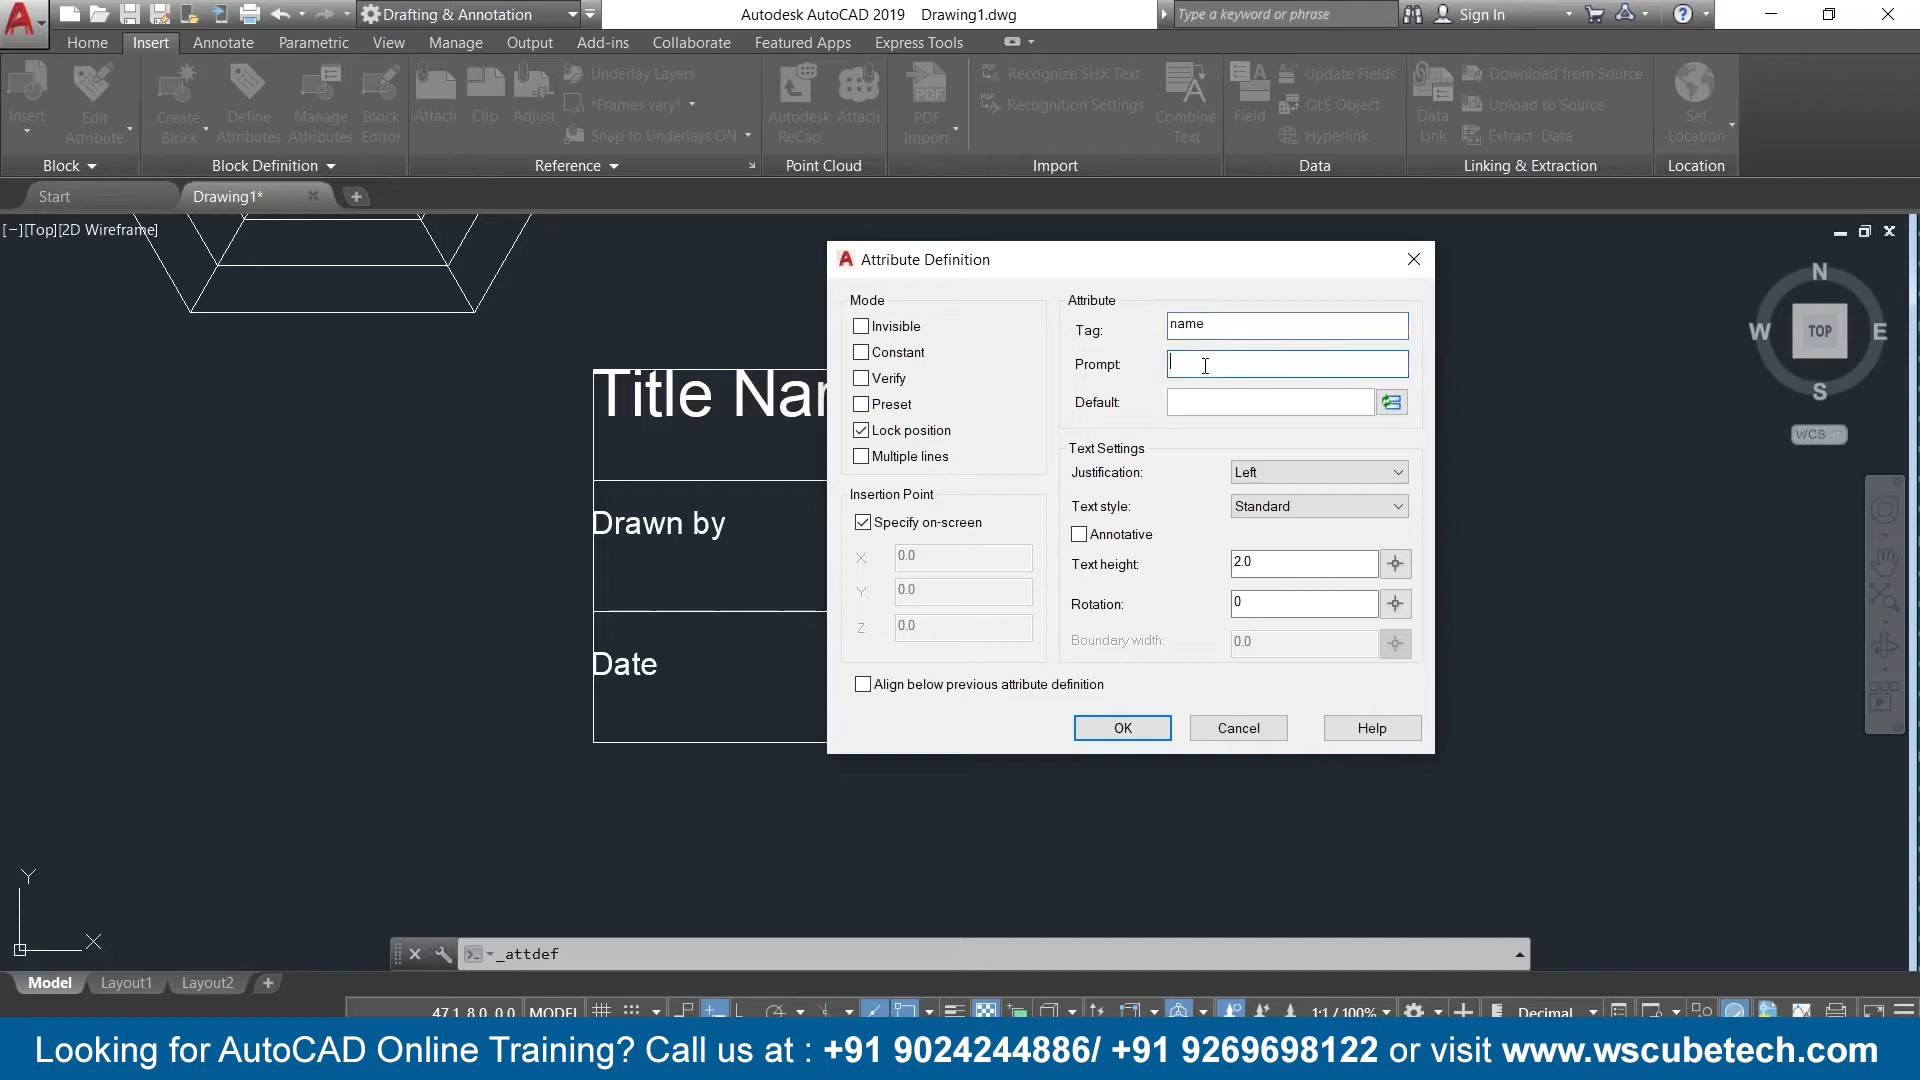 Drafting & Annotation
Autodesk AutoCAD 2019 Drawing1.dwg
Type a keyword or phrase
Sign In
Home Insert Annotate Parametric View Manage Output Add-ins Collaborate Featured Apps Express Tools
Insert
Edit Attribute
Create Block
Define Attributes
Manage Attributes
Block Editor
Attach
Clip
Adjust
Underlay Layers
*Frames vary*
Snap to Underlays ON
Autodesk ReCap
Attach
PDF Import
Recognize SHX Text
Recognition Settings
Combine Text
Field
Update Fields
OLE Object
Hyperlink
Data Link
Download from Source
Upload to Source
Extract Data
Set Location
Block Block Definition Reference Point Cloud Import Data Linking & Extraction Location
Start Drawing1*
[−][Top][2D Wireframe]
N
W TOP E
S
WCS
Title Nam
Drawn by
Date
Attribute Definition
Mode
Invisible
Constant
Verify
Preset
Lock position
Multiple lines
Insertion Point
Specify on-screen
X: 0.0
Y: 0.0
Z: 0.0
Align below previous attribute definition
Attribute
Tag: name
Prompt:
Default:
Text Settings
Justification: Left
Text style: Standard
Annotative
Text height: 2.0
Rotation: 0
Boundary width: 0.0
OK Cancel Help
Y
X
_attdef
Model Layout1 Layout2
47.1, 8.0, 0.0 MODEL 1:1 / 100% Decimal
Looking for AutoCAD Online Training? Call us at : +91 9024244886/ +91 9269698122 or visit www.wscubetech.com